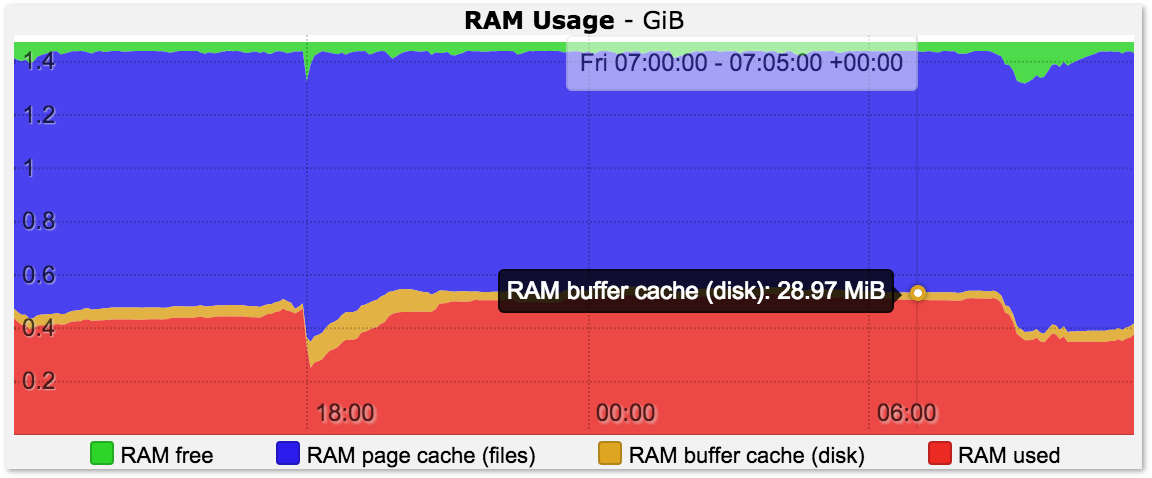 RAM Usage - GiB
Fri 07:00:00 - 07:05:00 +00:00
1.4
1.2
1
0.8
0.6
RAM buffer cache (disk): 28.97 MiB
0.4
0.2
18:00 00:00 06:00
RAM free RAM page cache (files) RAM buffer cache (disk) RAM used